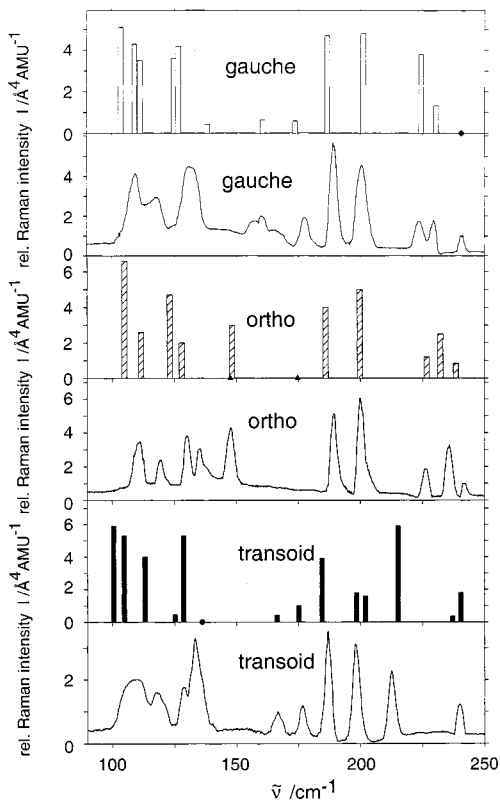 rel. Raman intensity I /Å⁴AMU⁻¹
4
2
0
gauche
4
2
0
gauche
rel. Raman intensity I /Å⁴AMU⁻¹
6
4
2
0
ortho
6
4
2
0
ortho
rel. Raman intensity I /Å⁴AMU⁻¹
6
4
2
0
transoid
2
0
transoid
100 150 200 250
ν̃ /cm⁻¹